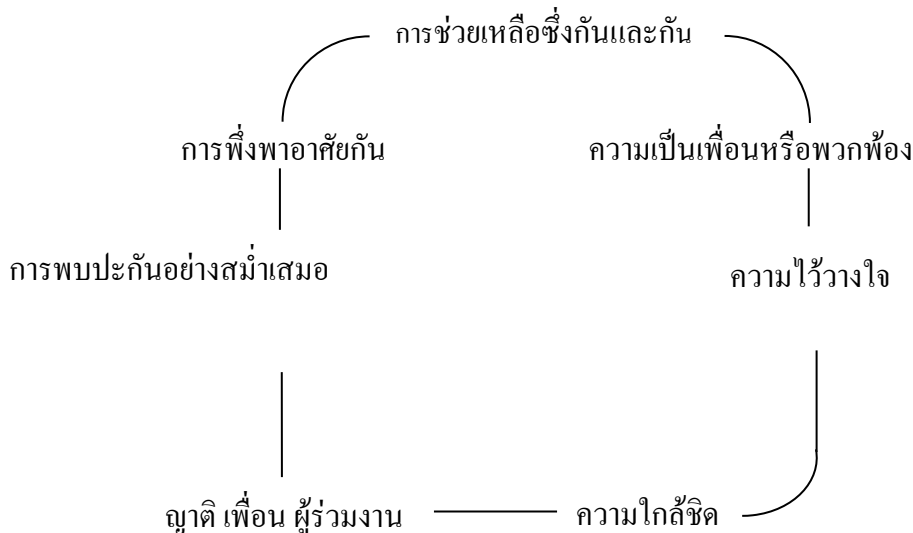 การช่วยเหลือซึ่งกันและกัน
การพึ่งพาอาศัยกัน
ความเป็นเพื่อนหรือพวกพ้อง
การพบปะกันอย่างสม่ำเสมอ
ความไว้วางใจ
ญาติ เพื่อน ผู้ร่วมงาน
ความใกล้ชิด